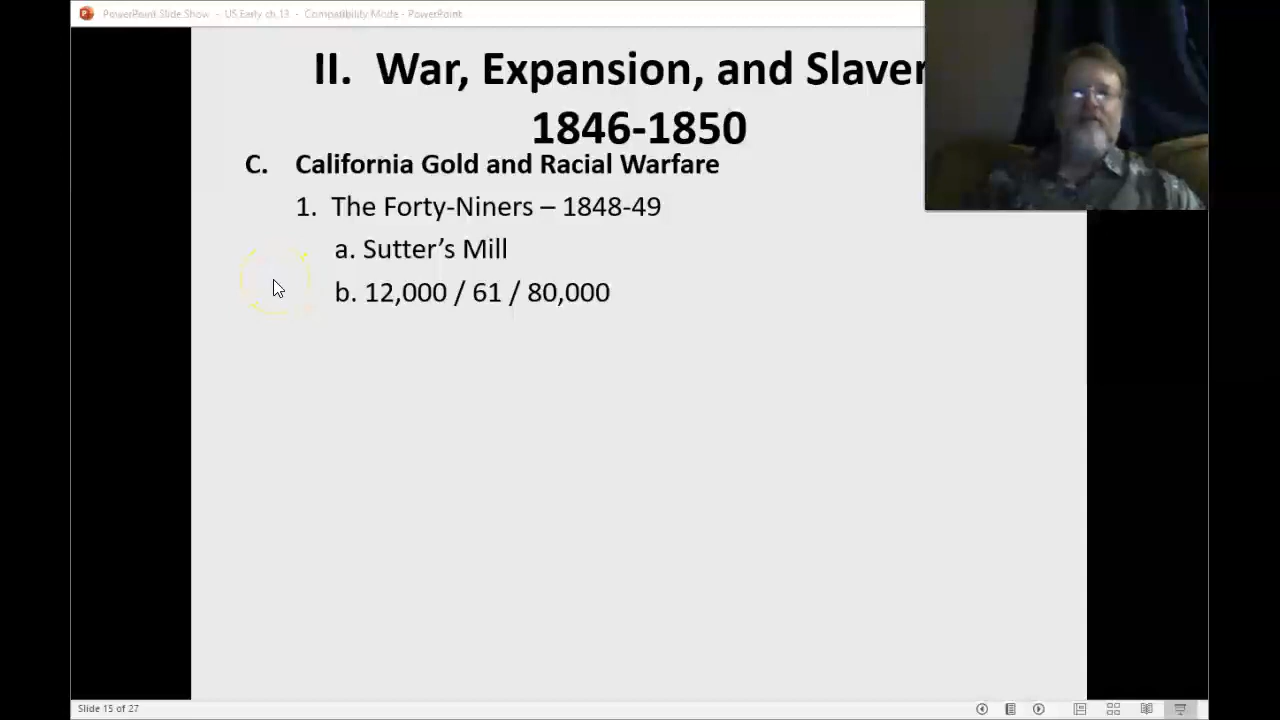 PowerPoint Slide Show - US Early ch 13 - Compatibility Mode - PowerPoint
II. War, Expansion, and Slaver
1846-1850
C. California Gold and Racial Warfare
1. The Forty-Niners – 1848-49
a. Sutter’s Mill
b. 12,000 / 61 / 80,000
Slide 15 of 27